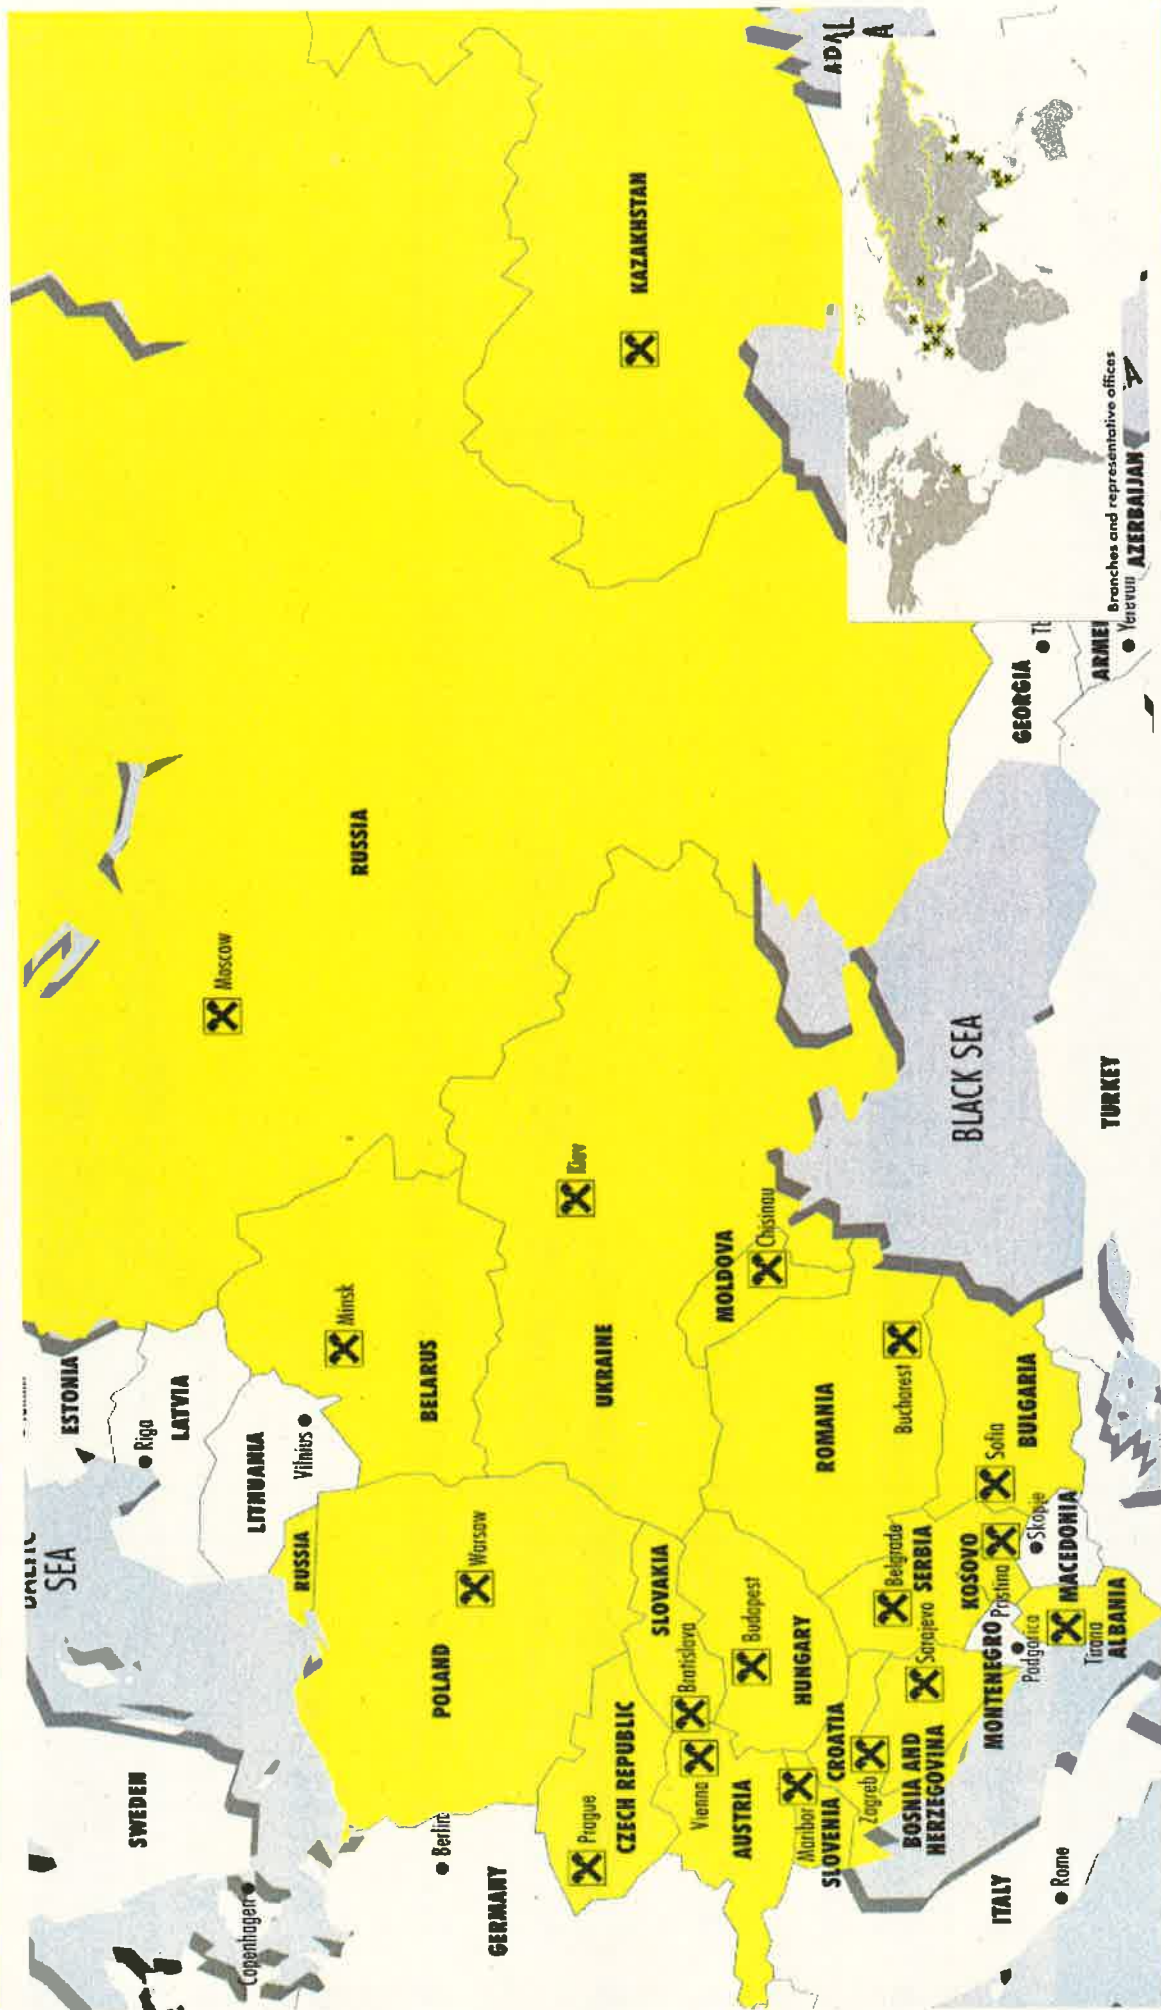 SEA
ESTONIA
SWEDEN
Riga
LATVIA
Moscow
Copenhagen
LITHUANIA
Vilnius
RUSSIA
Minsk
RUSSIA
BELARUS
Berlin
POLAND
Warsaw
GERMANY
Prague
Kiev
UKRAINE
CZECH REPUBLIC
KAZAKHSTAN
SLOVAKIA
Bratislava
Vienna
MOLDOVA
AUSTRIA
Budapest
Chisinau
HUNGARY
Maribor
SLOVENIA
CROATIA
ROMANIA
Zagreb
Belgrade
Bucharest
BOSNIA AND
HERZEGOVINA
Sarajevo
SERBIA
KOSOVO
BLACK SEA
MONTENEGRO
Pristina
Sofia
ITALY
Podgorica
Skopje
BULGARIA
GEORGIA
Rome
MACEDONIA
Tirana
ALBANIA
TURKEY
Branches and representative offices
Yerevan
AZERBAIJAN